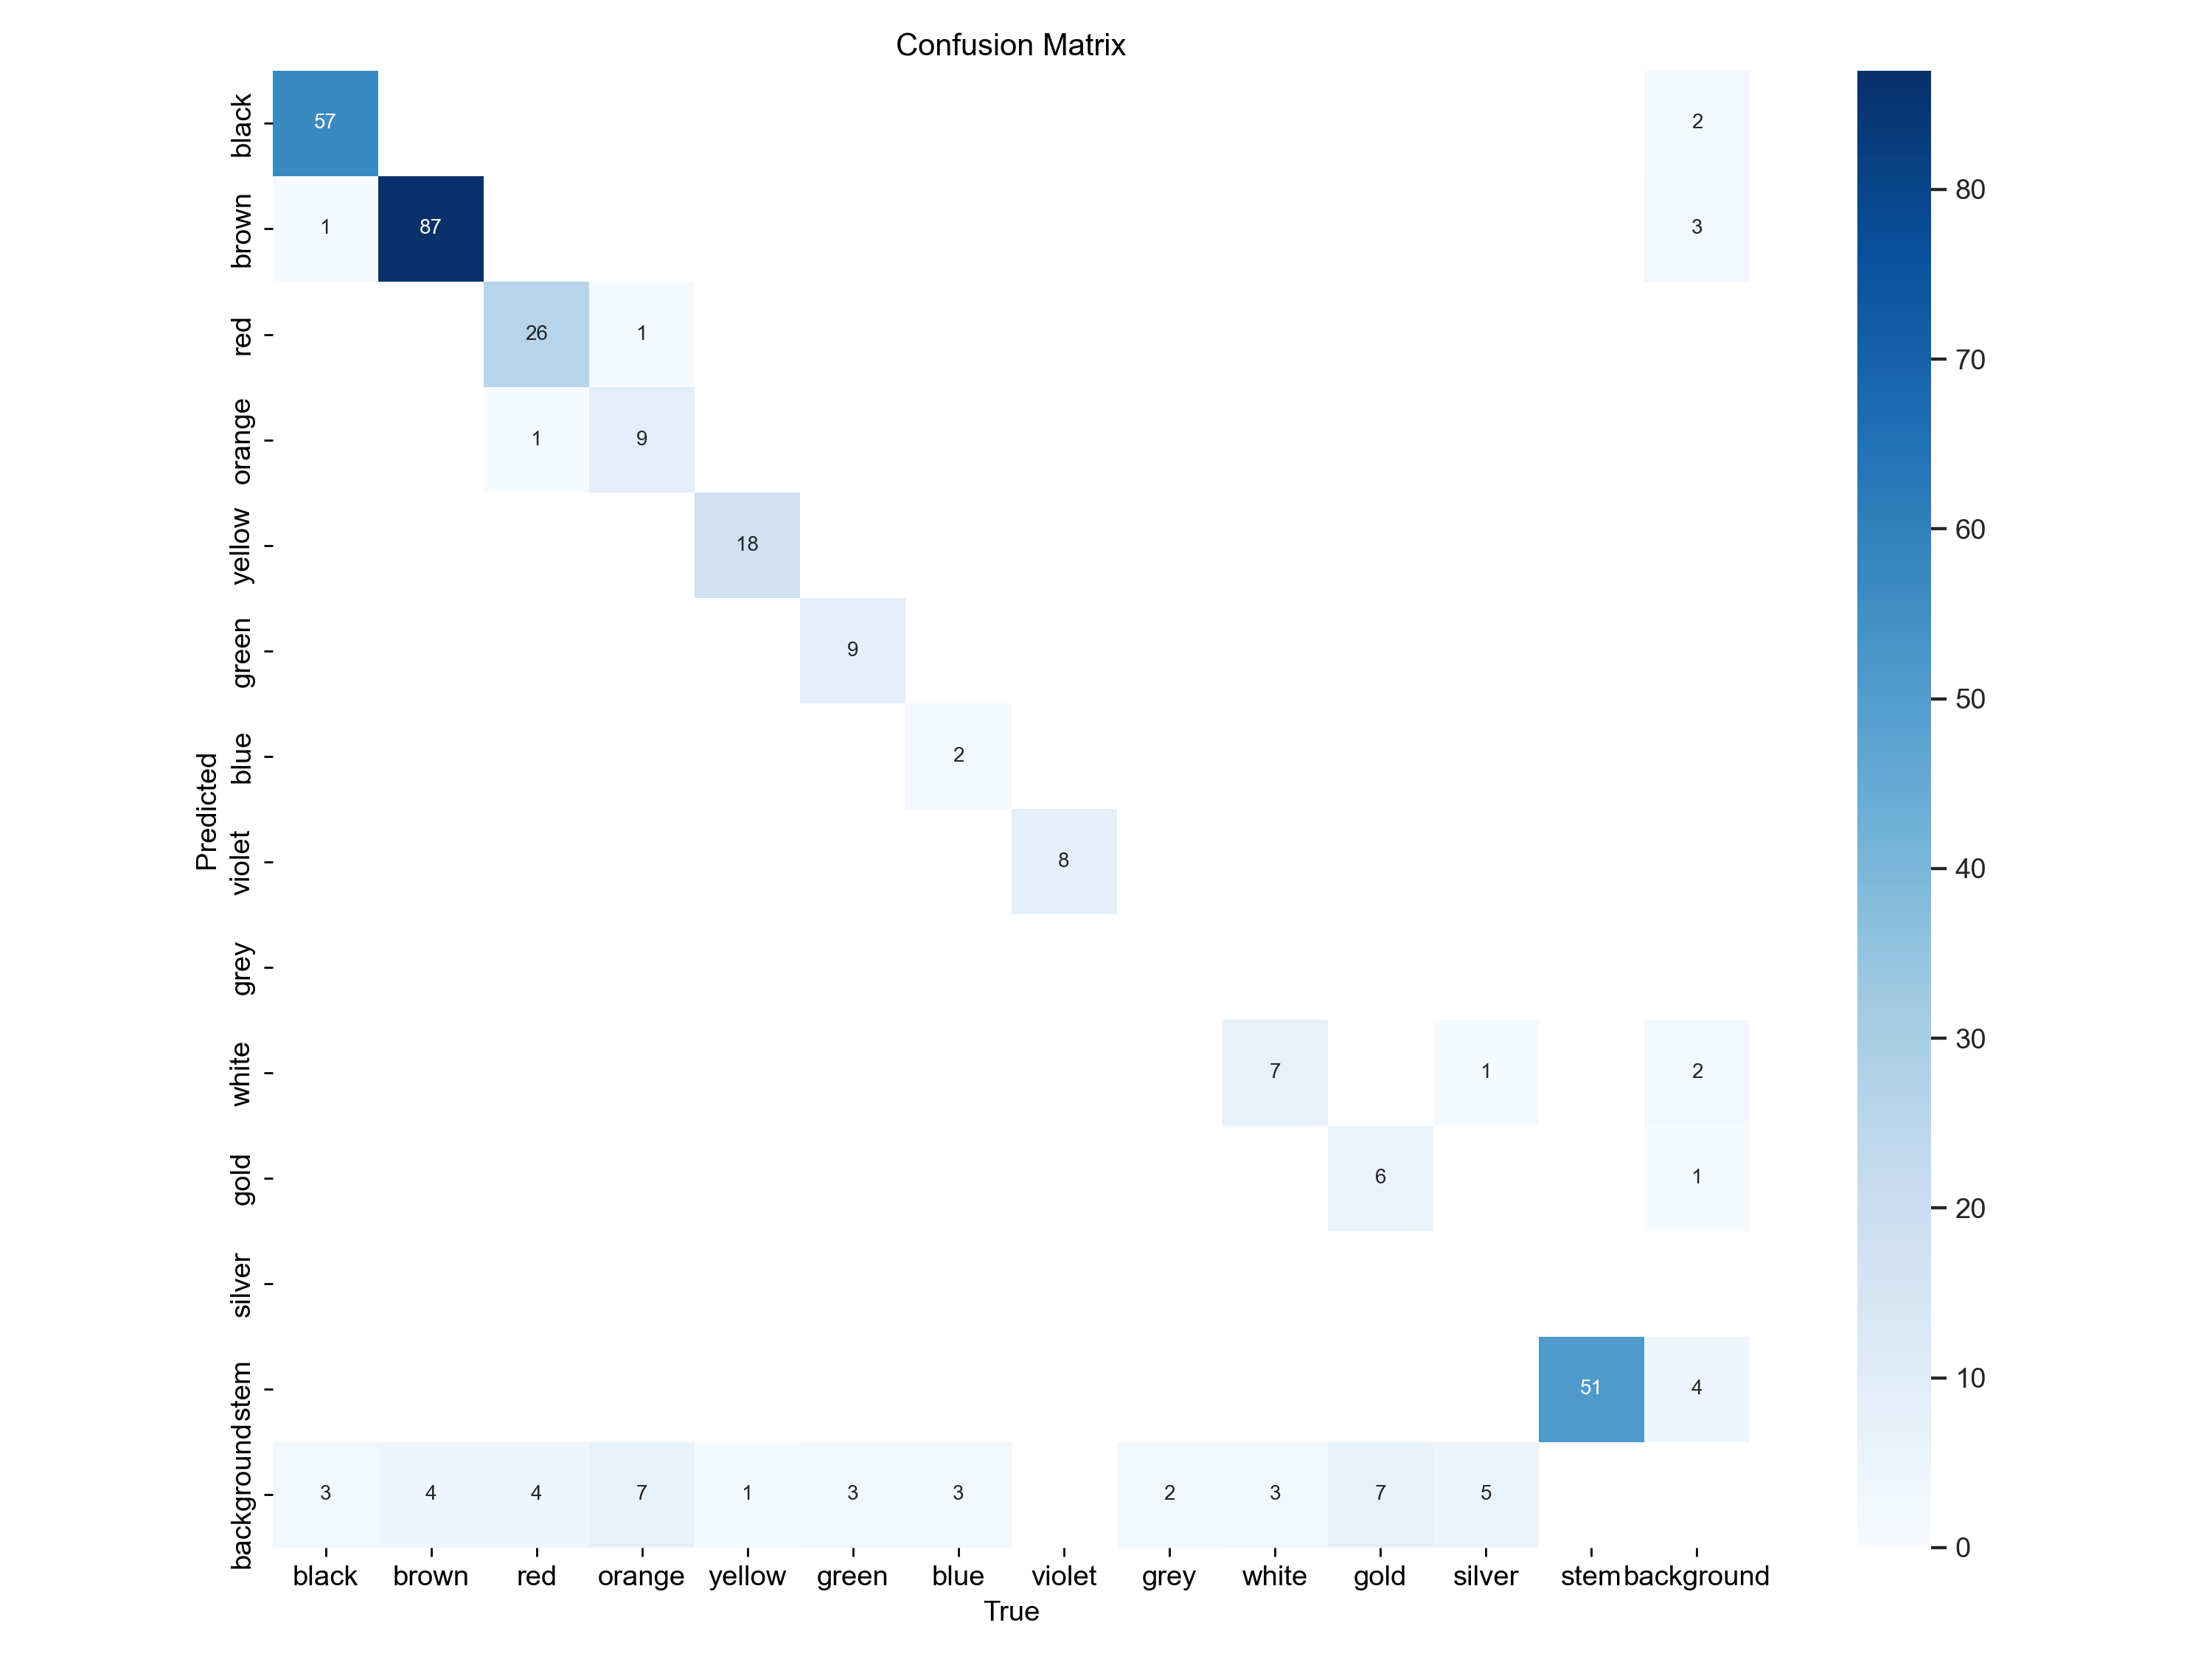 Confusion Matrix
black 57 2
brown 1 87 3
red 26 1
orange 1 9
yellow 18
green 9
blue 2
violet 8
grey
white 7 1 2
gold 6 1
silver
stem 51 4
background 3 4 4 7 1 3 3 2 3 7 5
black brown red orange yellow green blue violet grey white gold silver stem background
True
Predicted
80
70
60
50
40
30
20
10
0